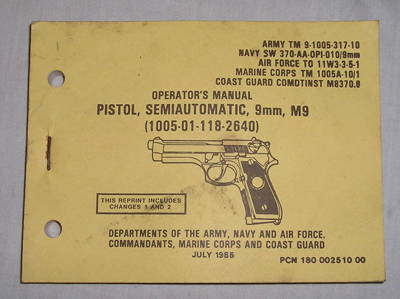 ARMY TM 9-1005-317-10
NAVY SW 370-AA-OPI-010/9mm
AIR FORCE TO 11W3-3-5-1
MARINE CORPS TM 1005A-10/1
COAST GUARD COMDTINST M8370.6
OPERATOR'S MANUAL
PISTOL, SEMIAUTOMATIC, 9mm, M9
(1005-01-118-2640)
THIS REPRINT INCLUDES
CHANGES 1 AND 2
DEPARTMENTS OF THE ARMY, NAVY AND AIR FORCE,
COMMANDANTS, MARINE CORPS AND COAST GUARD
JULY 1985
PCN 180 002510 00